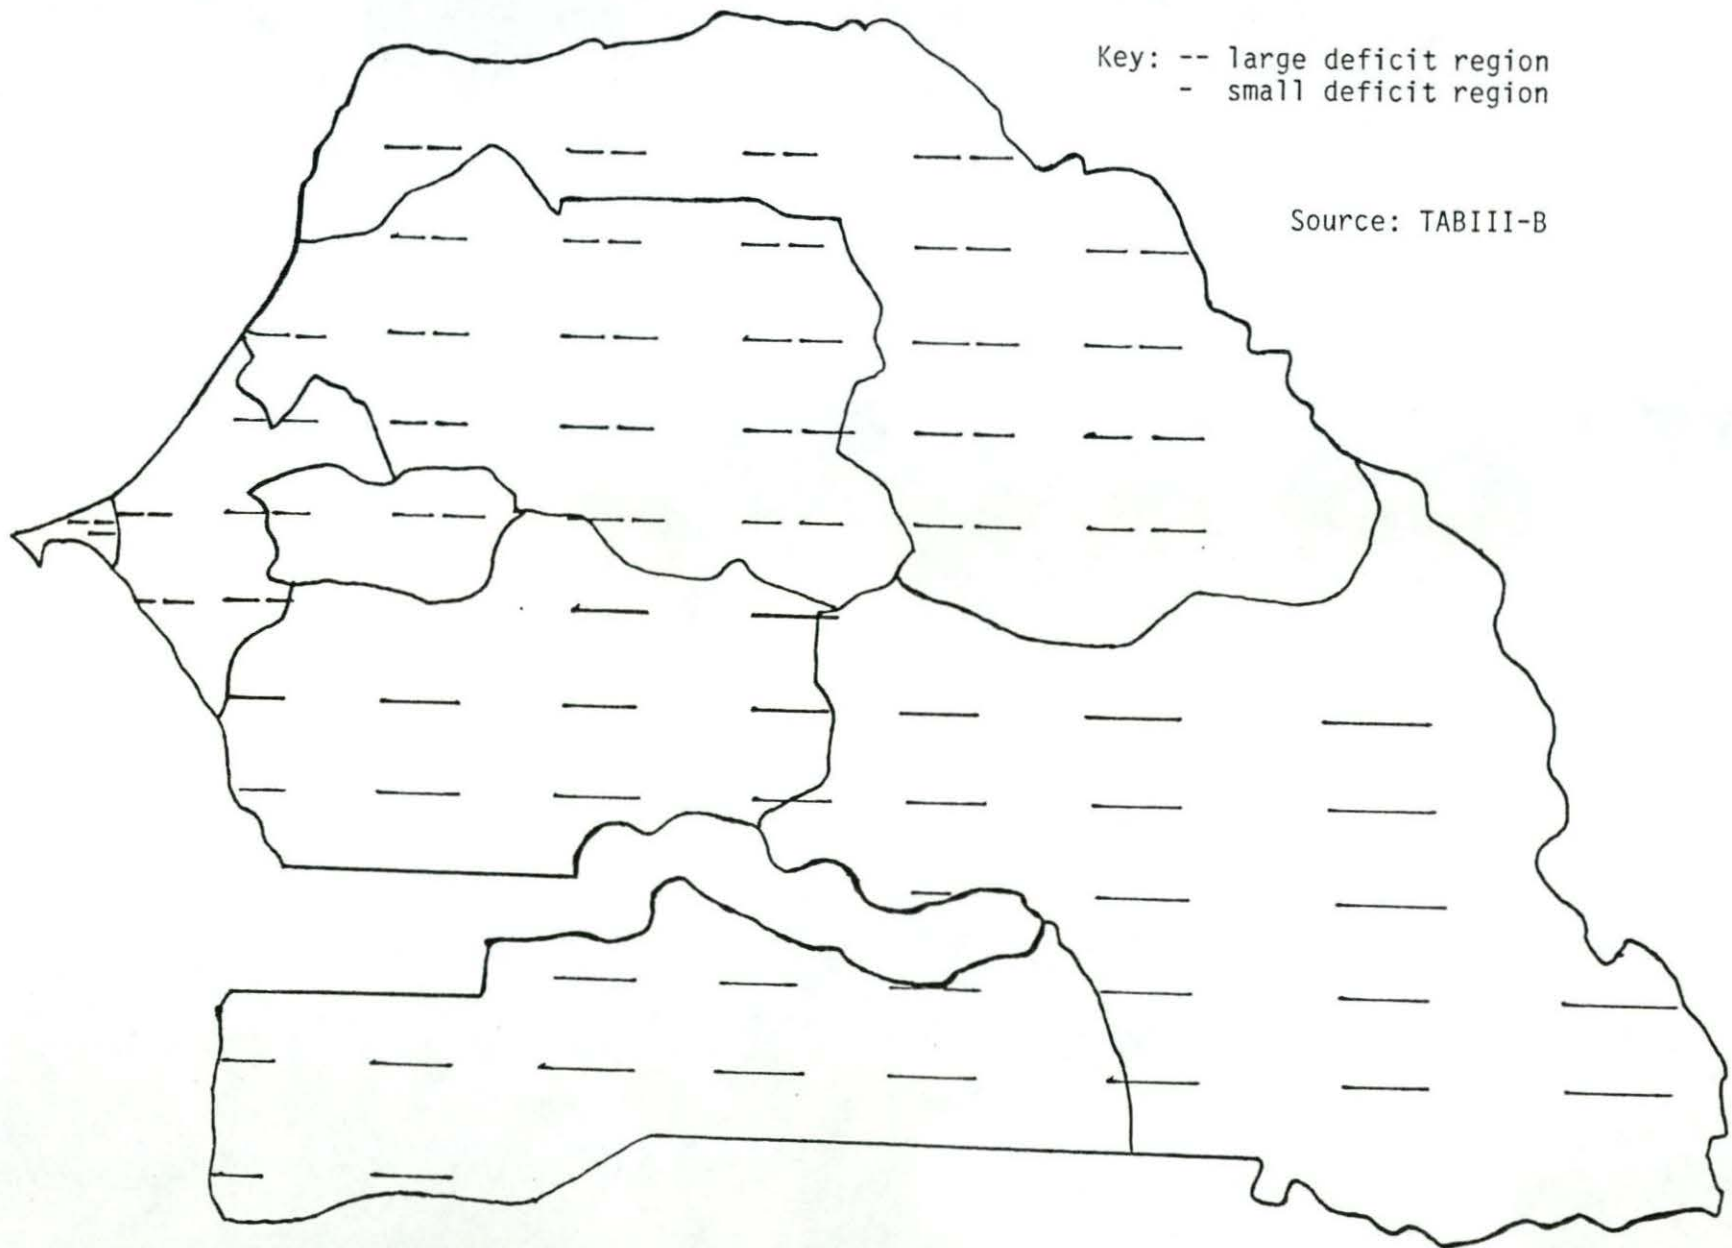 Key: -- large deficit region
- small deficit region
Source: TABIII-B